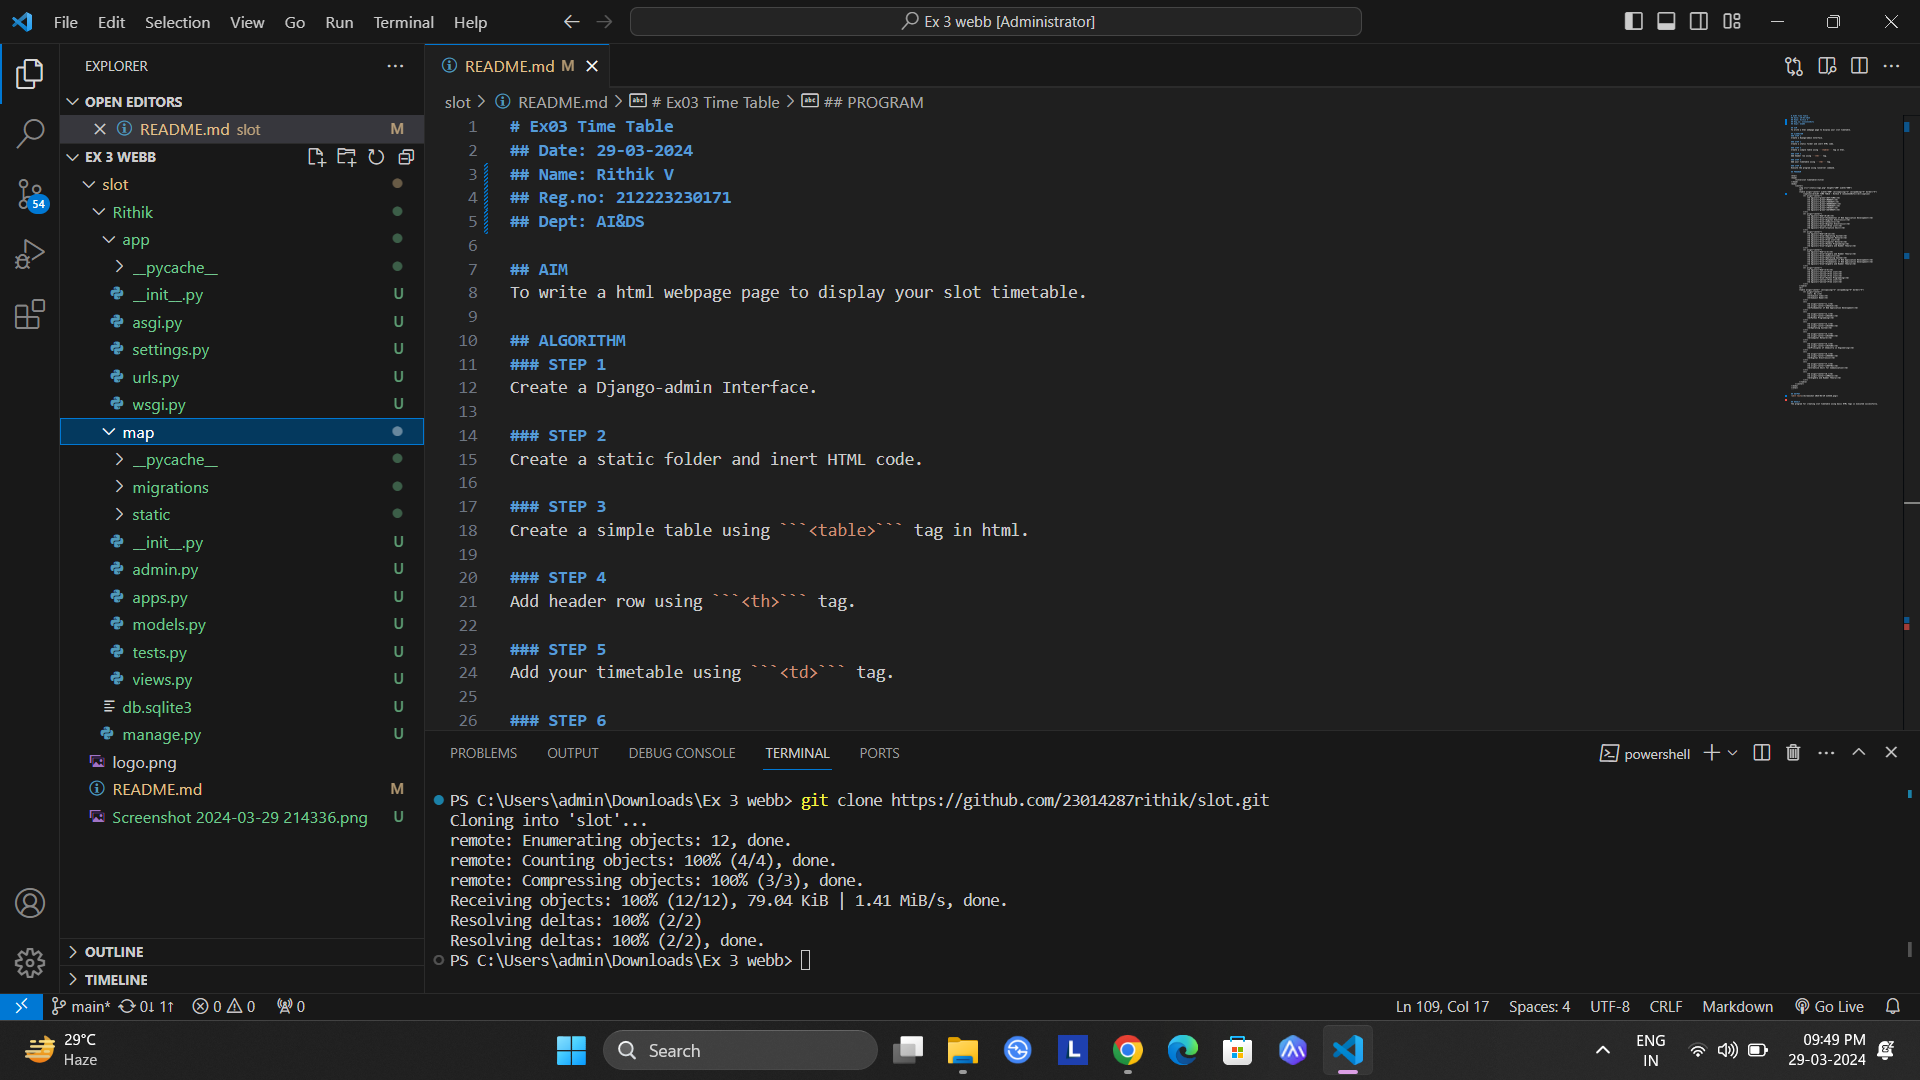 File Edit Selection View Go Run Terminal Help
Ex 3 webb [Administrator]
EXPLORER
OPEN EDITORS
README.md slot M
EX 3 WEBB
slot
Rithik
app
__pycache__
__init__.py U
asgi.py U
settings.py U
urls.py U
wsgi.py U
map
__pycache__
migrations
static
__init__.py U
admin.py U
apps.py U
models.py U
tests.py U
views.py U
db.sqlite3 U
manage.py U
logo.png
README.md M
Screenshot 2024-03-29 214336.png U
OUTLINE
TIMELINE
54
README.md M
slot > README.md > # Ex03 Time Table > ## PROGRAM
1 # Ex03 Time Table
2 ## Date: 29-03-2024
3 ## Name: Rithik V
4 ## Reg.no: 212223230171
5 ## Dept: AI&DS
6
7 ## AIM
8 To write a html webpage page to display your slot timetable.
9
10 ## ALGORITHM
11 ### STEP 1
12 Create a Django-admin Interface.
13
14 ### STEP 2
15 Create a static folder and inert HTML code.
16
17 ### STEP 3
18 Create a simple table using ```<table>``` tag in html.
19
20 ### STEP 4
21 Add header row using ```<th>``` tag.
22
23 ### STEP 5
24 Add your timetable using ```<td>``` tag.
25
26 ### STEP 6
PROBLEMS OUTPUT DEBUG CONSOLE TERMINAL PORTS
powershell
PS C:\Users\admin\Downloads\Ex 3 webb> git clone https://github.com/23014287rithik/slot.git
Cloning into 'slot'...
remote: Enumerating objects: 12, done.
remote: Counting objects: 100% (4/4), done.
remote: Compressing objects: 100% (3/3), done.
Receiving objects: 100% (12/12), 79.04 KiB | 1.41 MiB/s, done.
Resolving deltas: 100% (2/2)
Resolving deltas: 100% (2/2), done.
PS C:\Users\admin\Downloads\Ex 3 webb>
main* 0↓ 1↑ 0 0 0
Ln 109, Col 17 Spaces: 4 UTF-8 CRLF Markdown Go Live
29°C
Haze
Search
L
ENG
IN
09:49 PM
29-03-2024